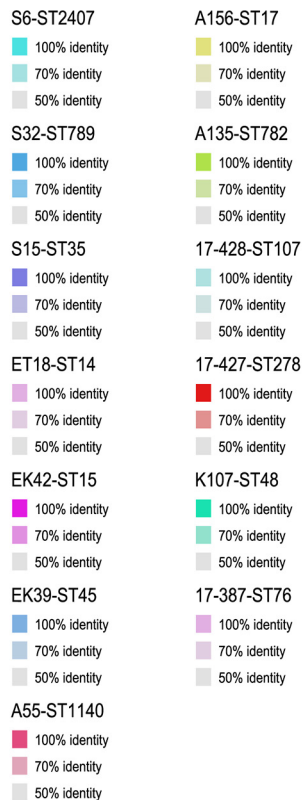 S6-ST2407
100% identity
70% identity
50% identity
S32-ST789
100% identity
70% identity
50% identity
S15-ST35
100% identity
70% identity
50% identity
ET18-ST14
100% identity
70% identity
50% identity
EK42-ST15
100% identity
70% identity
50% identity
EK39-ST45
100% identity
70% identity
50% identity
A55-ST1140
100% identity
70% identity
50% identity
A156-ST17
100% identity
70% identity
50% identity
A135-ST782
100% identity
70% identity
50% identity
17-428-ST107
100% identity
70% identity
50% identity
17-427-ST278
100% identity
70% identity
50% identity
K107-ST48
100% identity
70% identity
50% identity
17-387-ST76
100% identity
70% identity
50% identity